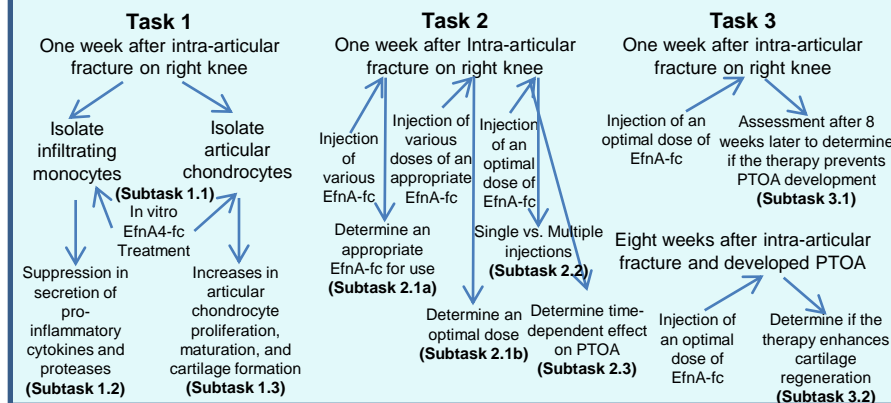 Task 1
One week after intra-articular
fracture on right knee
Isolate
infiltrating
monocytes
Isolate
articular
chondrocytes
(Subtask 1.1)
In vitro
EfnA4-fc
Treatment
Suppression in
secretion of
pro-
inflammatory
cytokines and
proteases
(Subtask 1.2)
Increases in
articular
chondrocyte
proliferation,
maturation, and
cartilage formation
(Subtask 1.3)
Task 2
One week after Intra-articular
fracture on right knee
Injection
of
various
EfnA-fc
Injection of
various
doses of an
appropriate
EfnA-fc
Injection
of an
optimal
dose of
EfnA-fc
Determine an
appropriate
EfnA-fc for use
(Subtask 2.1a)
Single vs. Multiple
injections
(Subtask 2.2)
Determine an
optimal dose
(Subtask 2.1b)
Determine time-
dependent effect
on PTOA
(Subtask 2.3)
Task 3
One week after intra-articular
fracture on right knee
Injection of an
optimal dose of
EfnA-fc
Assessment after 8
weeks later to determine
if the therapy prevents
PTOA development
(Subtask 3.1)
Eight weeks after intra-articular
fracture and developed PTOA
Injection of
an optimal
dose of
EfnA-fc
Determine if the
therapy enhances
cartilage
regeneration
(Subtask 3.2)